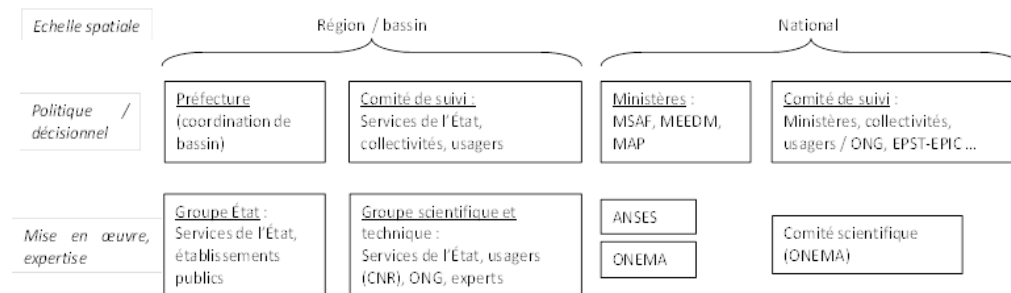 Echelle spatiale
Région / bassin
National
Politique /
décisionnel
Préfecture
(coordination de
bassin)
Comité de suivi :
Services de l'État,
collectivités, usagers
Ministères :
MSAF, MEEDM,
MAP
Comité de suivi :
Ministères, collectivités,
usagers / ONG, EPST-EPIC ...
Mise en œuvre,
expertise
Groupe État :
Services de l'État,
établissements
publics
Groupe scientifique et
technique :
Services de l'État, usagers
(CNR), ONG, experts
ANSES
ONEMA
Comité scientifique
(ONEMA)